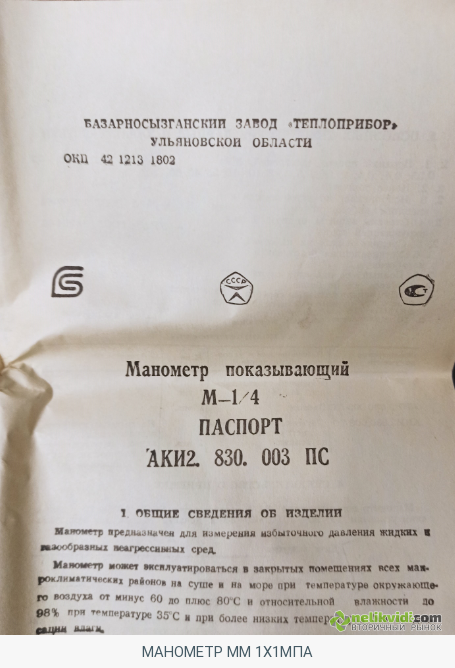 БАЗАРНОСЫЗГАНСКИЙ ЗАВОД «ТЕПЛОПРИБОР»
УЛЬЯНОВСКОЙ ОБЛАСТИ
ОКП 42 1213 1802
СССР
Манометр показывающий
М—1/4
ПАСПОРТ
АКИ2. 830. 003 ПС
1. ОБЩИЕ СВЕДЕНИЯ ОБ ИЗДЕЛИИ
Манометр предназначен для измерения избыточного давления жидких и
газообразных неагрессивных сред.
Манометр может эксплуатироваться в закрытых помещениях всех мак-
роклиматических районов на суше и на море при температуре окружающе-
го воздуха от минус 60 до плюс 80°С и относительной влажности до
98% при температуре 35°С и при более низких
сации влаги.
netlikvidi.com
ВТОРИЧНЫЙ РЫНОК
МАНОМЕТР ММ 1Х1МПА